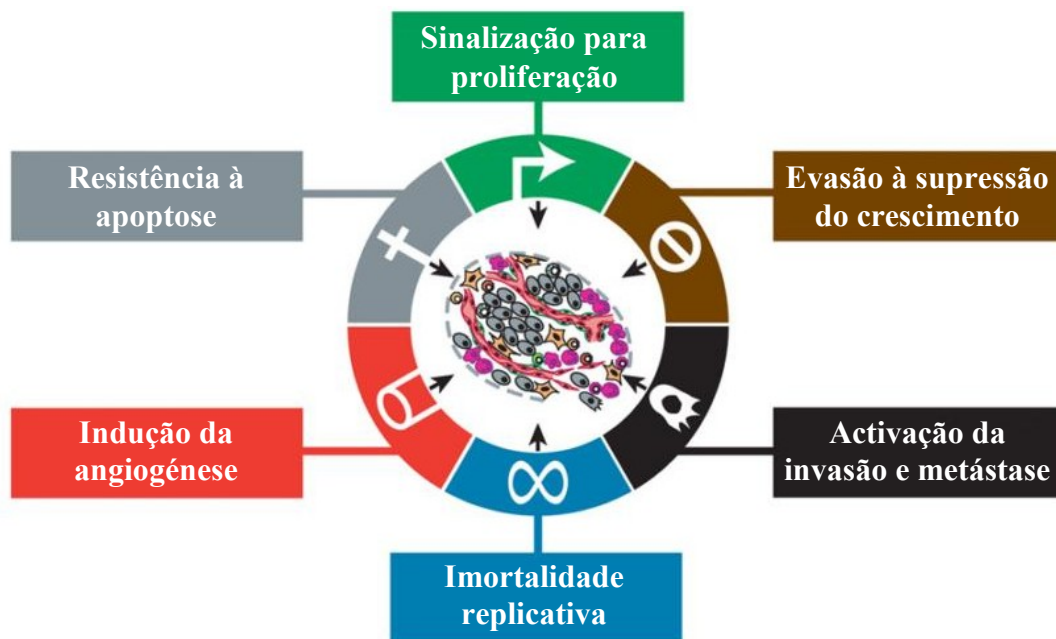 Sinalização para
proliferação
Resistência à
apoptose
Evasão à supressão
do crescimento
Indução da
angiogénese
Activação da
invasão e metástase
Imortalidade
replicativa